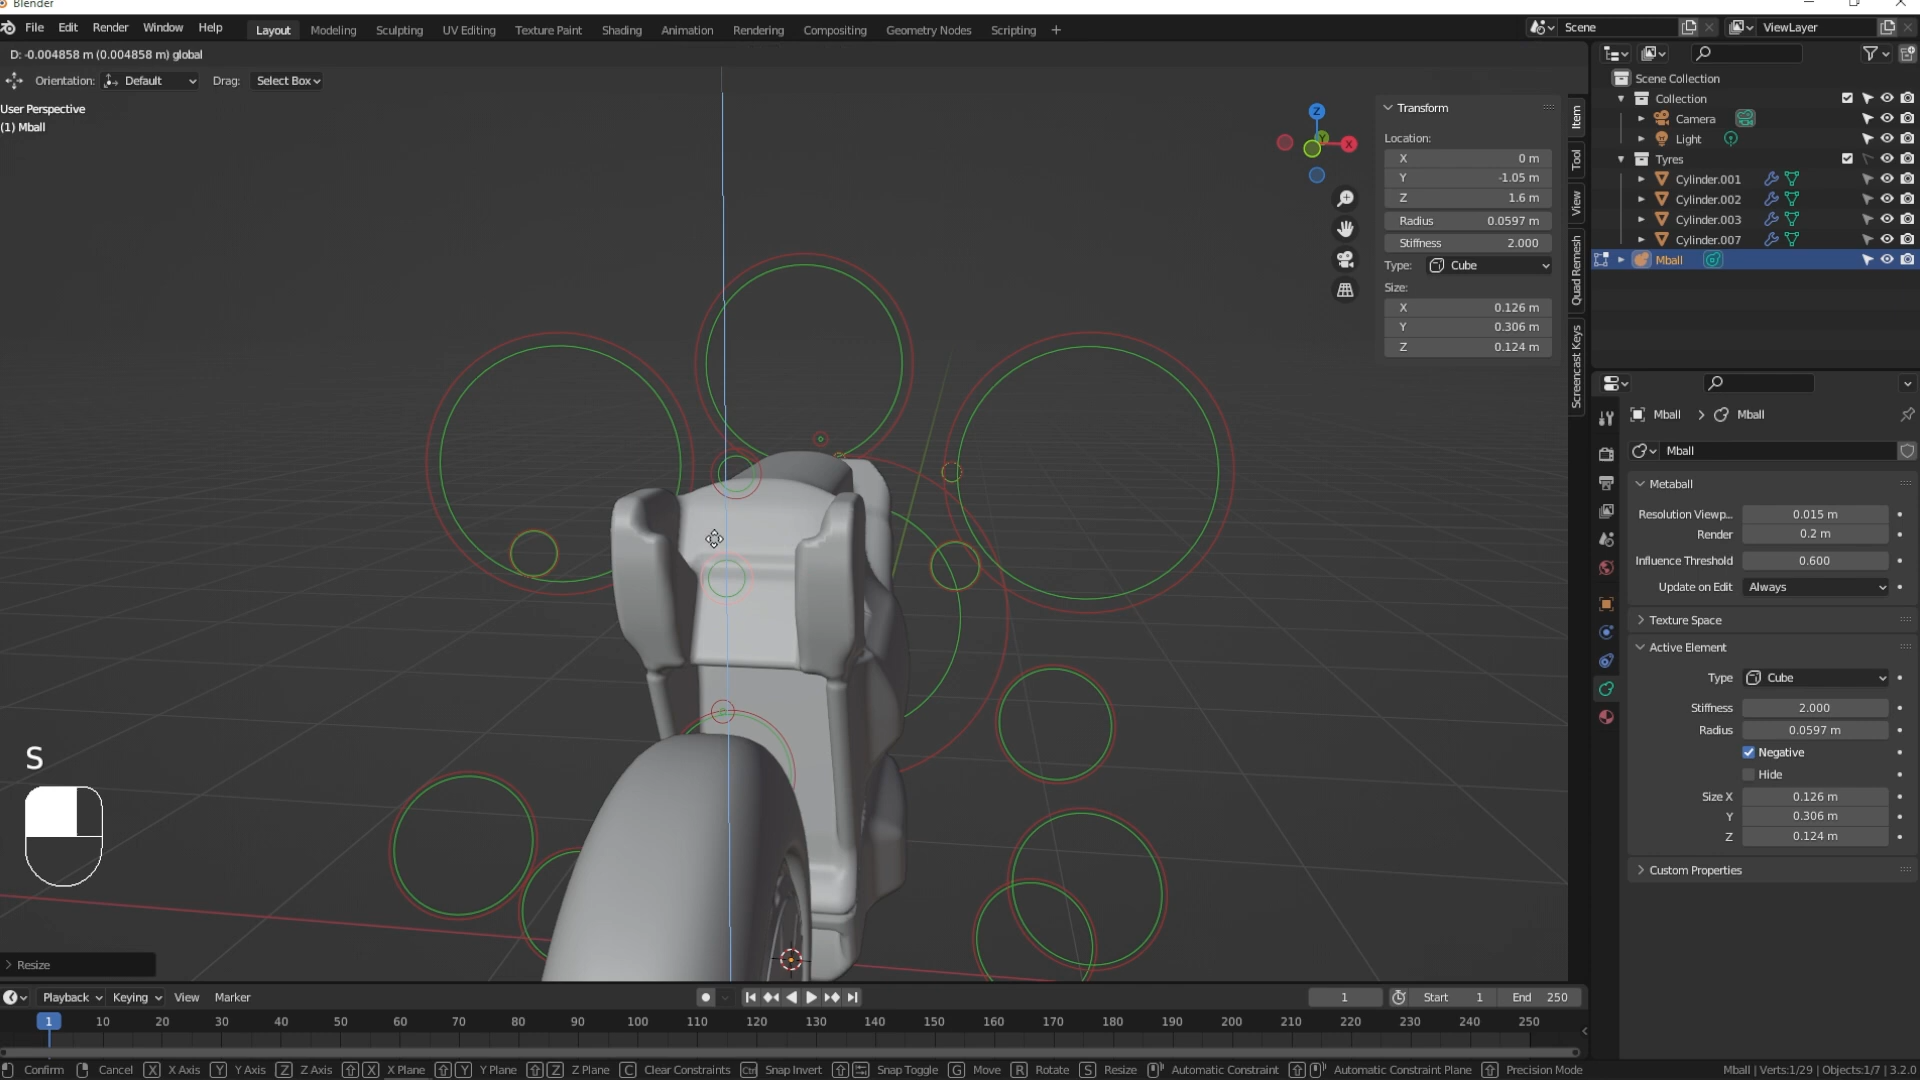 Blender
File Edit Render Window Help
Layout Modeling Sculpting UV Editing Texture Paint Shading Animation Rendering Compositing Geometry Nodes Scripting +
Scene
ViewLayer
D: -0.004858 m (0.004858 m) global
Orientation: Default Drag: Select Box
User Perspective
(1) Mball
Z
Y
X
Transform
Location:
X 0 m
Y -1.05 m
Z 1.6 m
Radius 0.0597 m
Stiffness 2.000
Type: Cube
Size:
X 0.126 m
Y 0.306 m
Z 0.124 m
Item
Tool
View
Quad Remesh
Screencast Keys
Scene Collection
Collection
Camera
Light
Tyres
Cylinder.001
Cylinder.002
Cylinder.003
Cylinder.007
Mball
Mball > Mball
Mball
Metaball
Resolution Viewp... 0.015 m
Render 0.2 m
Influence Threshold 0.600
Update on Edit Always
Texture Space
Active Element
Type Cube
Stiffness 2.000
Radius 0.0597 m
Negative
Hide
Size X 0.126 m
Y 0.306 m
Z 0.124 m
Custom Properties
S
> Resize
Playback Keying View Marker
1 Start 1 End 250
1 10 20 30 40 50 60 70 80 90 100 110 120 130 140 150 160 170 180 190 200 210 220 230 240 250
Confirm Cancel X X Axis Y Y Axis Z Z Axis X X Plane Y Y Plane Z Z Plane C Clear Constraints Ctrl Snap Invert Snap Toggle G Move R Rotate S Resize Automatic Constraint Automatic Constraint Plane Precision Mode
Mball | Verts:1/29 | Objects:1/7 | 3.2.0